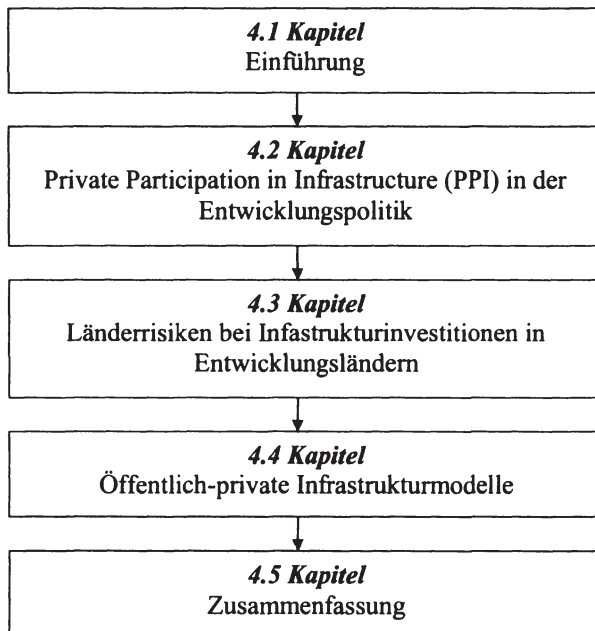 4.1 Kapitel
Einführung
4.2 Kapitel
Private Participation in Infrastructure (PPI) in der
Entwicklungspolitik
4.3 Kapitel
Länderrisiken bei Infastrukturinvestitionen in
Entwicklungsländern
4.4 Kapitel
Öffentlich-private Infrastrukturmodelle
4.5 Kapitel
Zusammenfassung